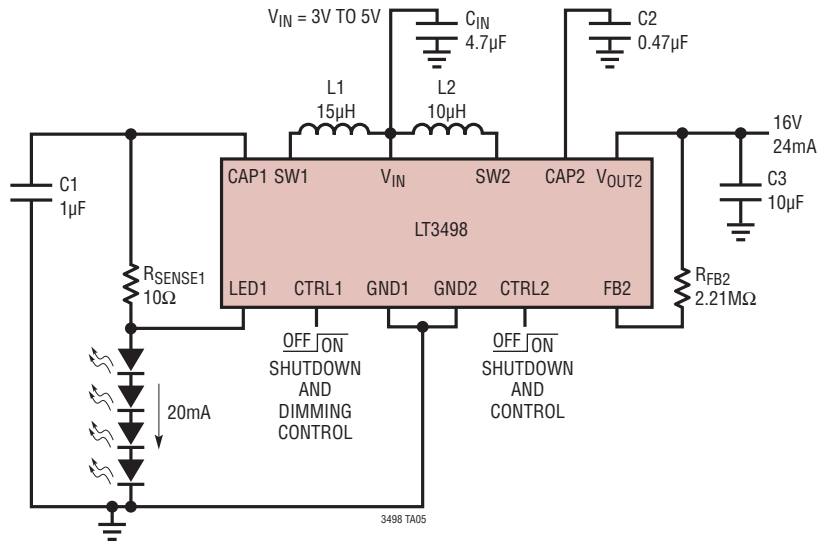 V_IN = 3V TO 5V
C_IN
4.7µF
C2
0.47µF
L1
15µH
L2
10µH
16V
24mA
C1
1µF
CAP1 SW1 V_IN SW2 CAP2 V_OUT2
C3
10µF
LT3498
R_SENSE1
10Ω
LED1 CTRL1 GND1 GND2 CTRL2 FB2
R_FB2
2.21MΩ
OFF ON
SHUTDOWN
AND
DIMMING
CONTROL
OFF ON
SHUTDOWN
AND
CONTROL
20mA
3498 TA05